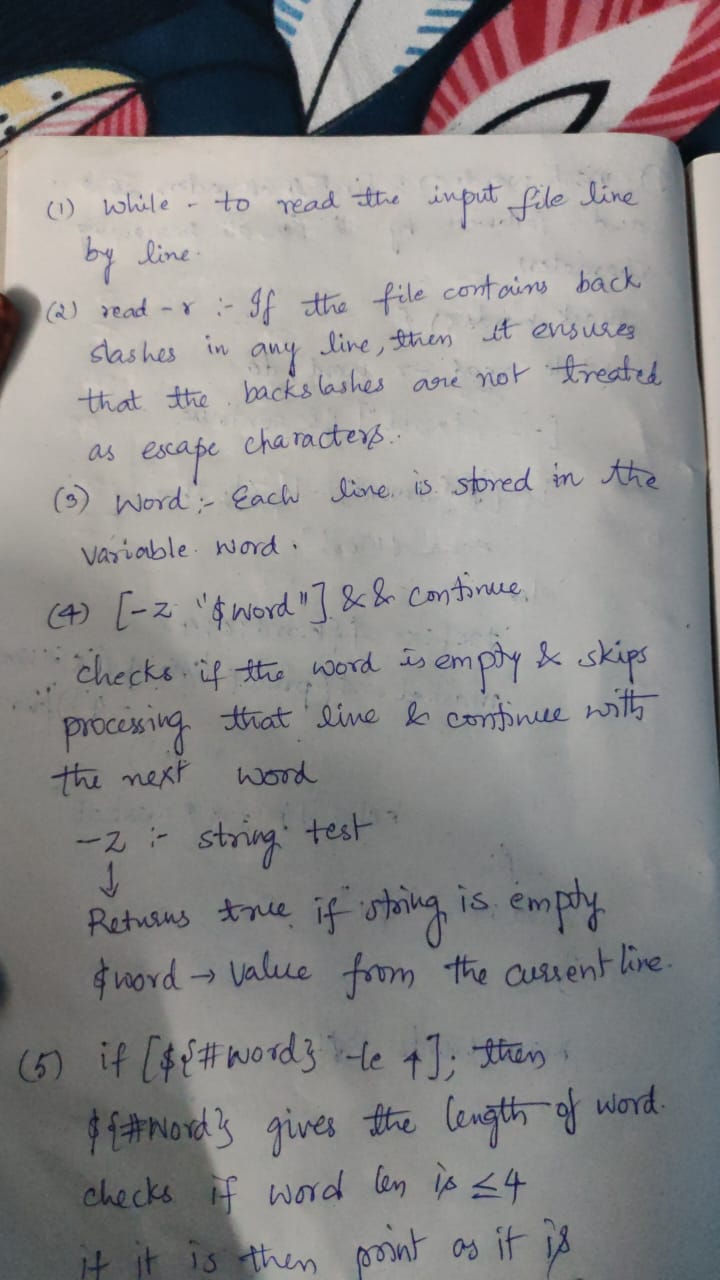 (1) while - to read the input file line
by line.
(2) read -r :- If the file contains back
slashes in any line, then it ensures
that the backslashes are not treated
as escape characters.
(3) Word :- Each line is stored in the
variable word.
(4) [-z "$word"] && continue
checks if the word is empty & skips
processing that line & continue with
the next word
-z :- string test
↓
Returns true if string is empty
$word → value from the current line.
(5) if [${#word} -le 4]; then
${#word} gives the length of word.
checks if word len is ≤4
if it is then print as it is